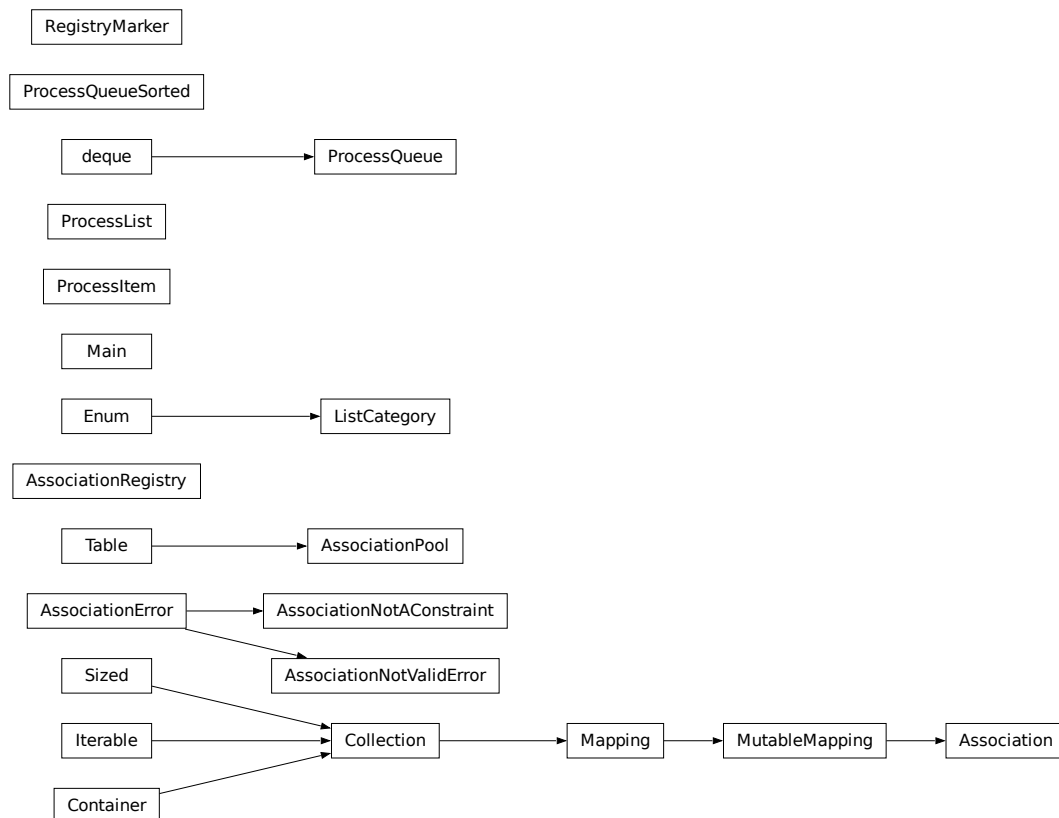 RegistryMarker
ProcessQueueSorted
deque
ProcessQueue
ProcessList
ProcessItem
Main
Enum
ListCategory
AssociationRegistry
Table
AssociationPool
AssociationError
AssociationNotAConstraint
Sized
AssociationNotValidError
Iterable
Collection
Mapping
MutableMapping
Association
Container